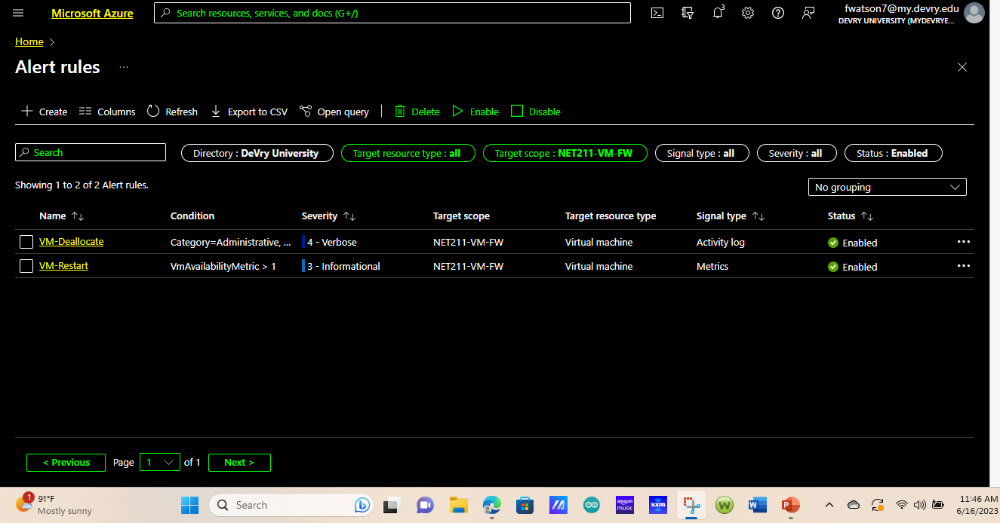 Microsoft Azure
Search resources, services, and docs (G+/)
3
fwatson7@my.devry.edu
DEVRY UNIVERSITY (MYDEVRYE...
Home >
Alert rules ...
Create Columns Refresh Export to CSV Open query Delete Enable Disable
Search Directory : DeVry University Target resource type : all Target scope : NET211-VM-FW Signal type : all Severity : all Status : Enabled
Showing 1 to 2 of 2 Alert rules.
No grouping
Name Condition Severity Target scope Target resource type Signal type Status
VM-Deallocate Category=Administrative, ... 4 - Verbose NET211-VM-FW Virtual machine Activity log Enabled
VM-Restart VmAvailabilityMetric > 1 3 - Informational NET211-VM-FW Virtual machine Metrics Enabled
< Previous Page 1 of 1 Next >
1 91°F
Mostly sunny
Search
amazon music
sxm
W
W
P
11:46 AM
6/16/2023